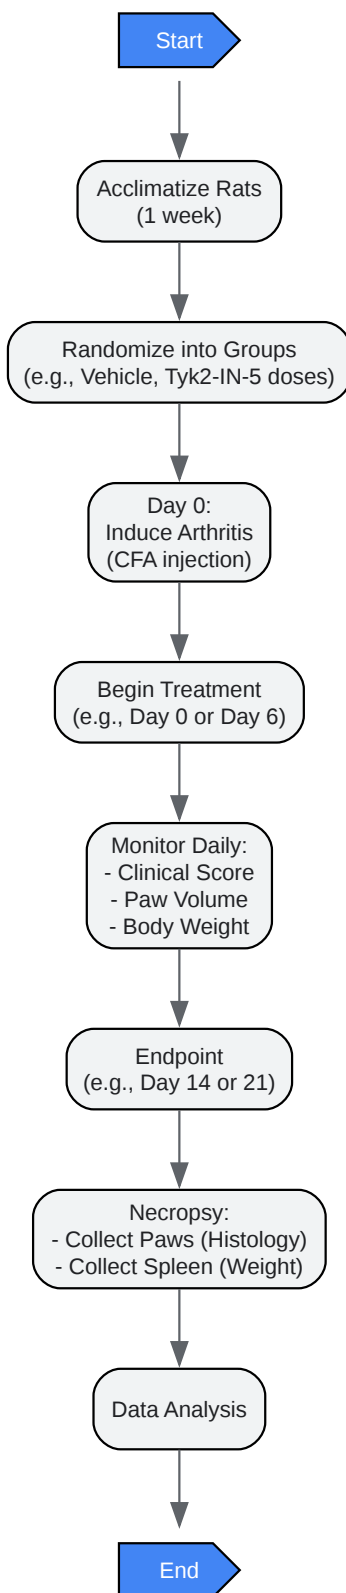 Start
Acclimatize Rats
(1 week)
Randomize into Groups
(e.g., Vehicle, Tyk2-IN-5 doses)
Day 0:
Induce Arthritis
(CFA injection)
Begin Treatment
(e.g., Day 0 or Day 6)
Monitor Daily:
- Clinical Score
- Paw Volume
- Body Weight
Endpoint
(e.g., Day 14 or 21)
Necropsy:
- Collect Paws (Histology)
- Collect Spleen (Weight)
Data Analysis
End